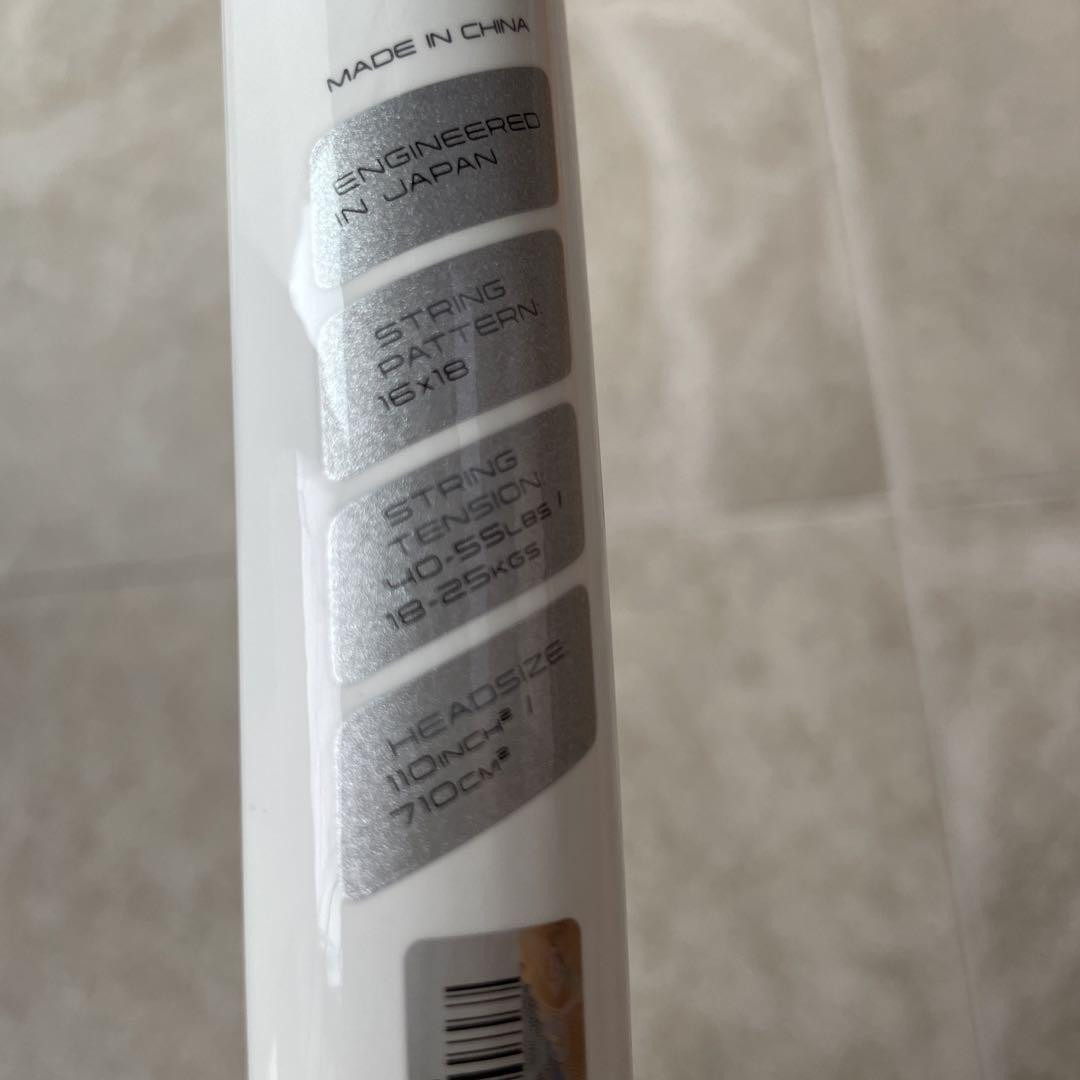 MADE IN CHINA
ENGINEERED
IN JAPAN
STRING
PATTERN:
16x18
STRING
TENSION:
40-55LBS /
18-25KGS
HEADSIZE
110INCH² /
710CM²